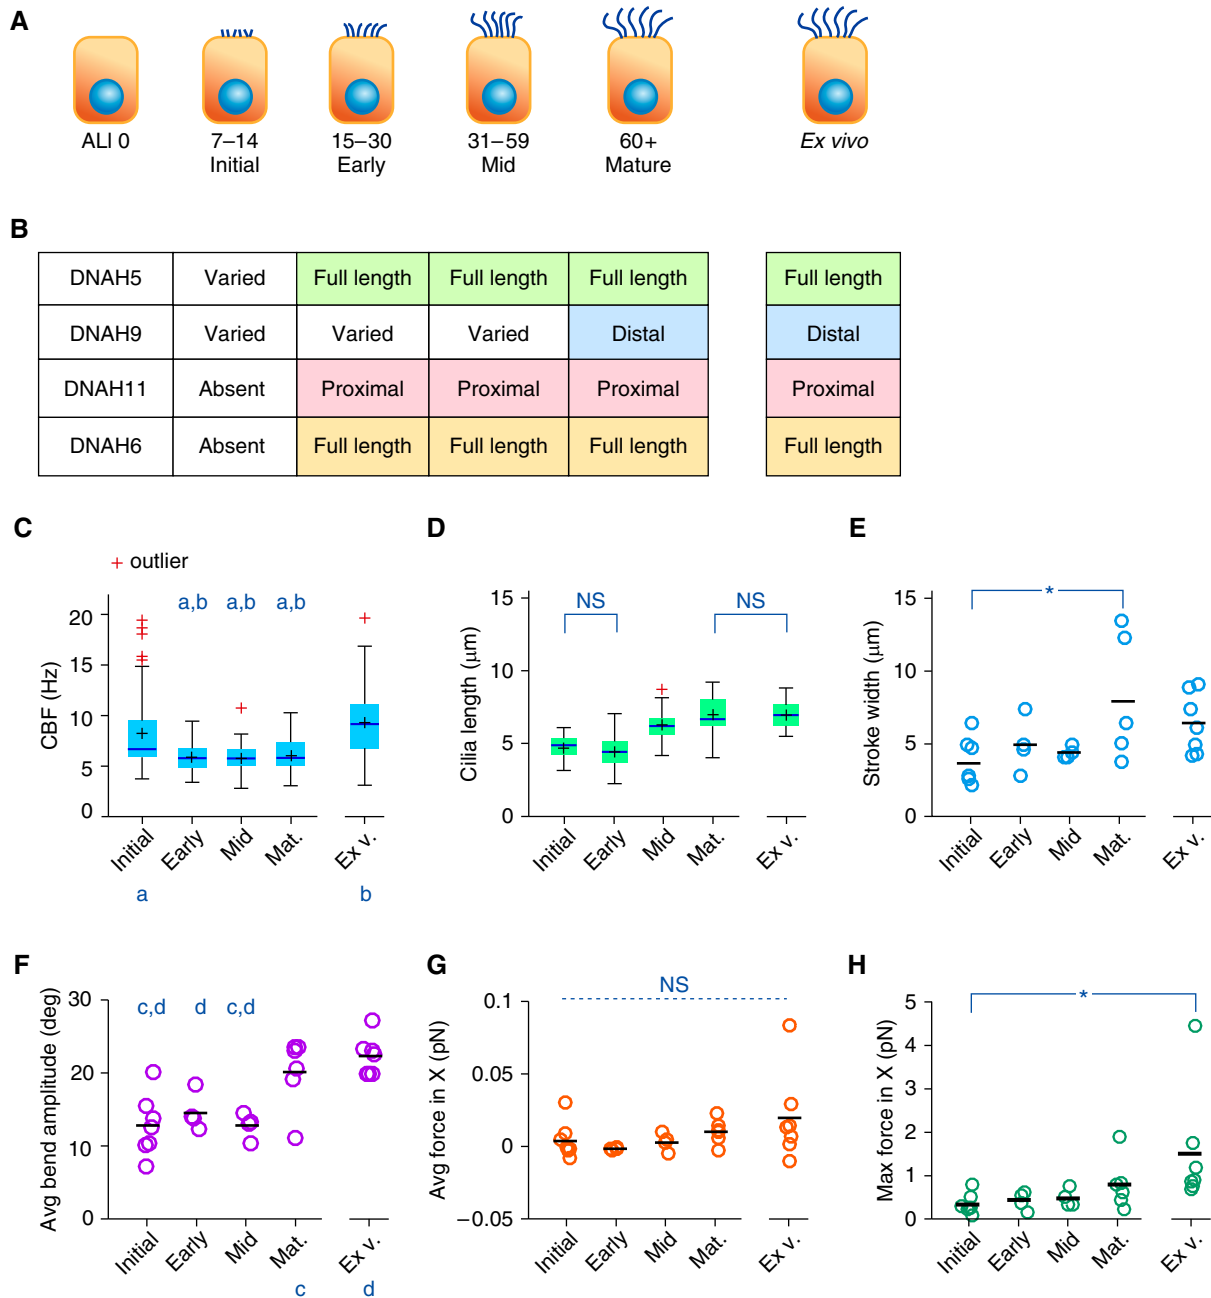 A
ALI 0
7–14
Initial
15–30
Early
31–59
Mid
60+
Mature
Ex vivo
B
DNAH5 Varied Full length Full length Full length Full length
DNAH9 Varied Varied Varied Distal Distal
DNAH11 Absent Proximal Proximal Proximal Proximal
DNAH6 Absent Full length Full length Full length Full length
C
+ outlier
a,b a,b a,b
CBF (Hz)
20
15
10
5
0
Initial Early Mid Mat. Ex v.
a b
D
NS NS
Cilia length (μm)
15
10
5
0
Initial Early Mid Mat. Ex v.
E
*
Stroke width (μm)
15
10
5
0
Initial Early Mid Mat. Ex v.
F
c,d d c,d
Avg bend amplitude (deg)
30
20
10
0
Initial Early Mid Mat. Ex v.
c d
G
NS
Avg force in X (pN)
0.1
0.05
0
−0.05
Initial Early Mid Mat. Ex v.
H
*
Max force in X (pN)
5
4
3
2
1
0
Initial Early Mid Mat. Ex v.